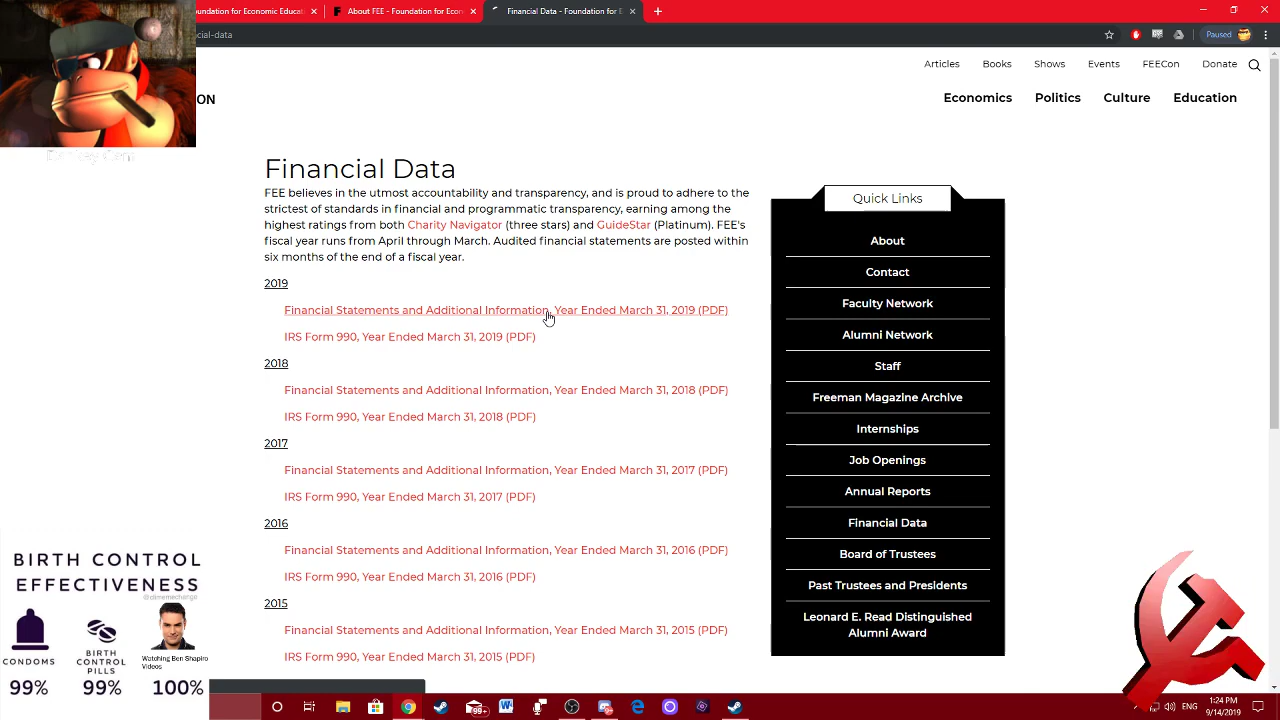 undation for Economic Educati
About FEE - Foundation for Econ
Financial Data - Foundation for E
cial-data
Paused
Articles Books Shows Events FEECon Donate
ON
Economics Politics Culture Education
Financial Data
FEE believes in the utmost accountability and transparency, and is proud to adhere to the
strictest of standards in financial and programmatic transparency, earning among the
highest ratings from both Charity Navigator (three stars) and GuideStar (Platinum). FEE's
fiscal year runs from April through March. Audited financial statements are posted within
six months of the end of a fiscal year.
2019
Financial Statements and Additional Information, Year Ended March 31, 2019 (PDF)
IRS Form 990, Year Ended March 31, 2019 (PDF)
2018
Financial Statements and Additional Information, Year Ended March 31, 2018 (PDF)
IRS Form 990, Year Ended March 31, 2018 (PDF)
2017
Financial Statements and Additional Information, Year Ended March 31, 2017 (PDF)
IRS Form 990, Year Ended March 31, 2017 (PDF)
2016
Financial Statements and Additional Information, Year Ended March 31, 2016 (PDF)
IRS Form 990, Year Ended March 31, 2016 (PDF)
2015
Financial Statements and Additional Information, Year Ended March 31, 2015 (PDF)
IRS Form 990, Year Ended March 31, 2015 (PDF)
Quick Links
About
Contact
Faculty Network
Alumni Network
Staff
Freeman Magazine Archive
Internships
Job Openings
Annual Reports
Financial Data
Board of Trustees
Past Trustees and Presidents
Leonard E. Read Distinguished
Alumni Award
BIRTH CONTROL
EFFECTIVENESS
CONDOMS
99%
BIRTH
CONTROL
PILLS
99%
Watching Ben Shapiro
Videos
100%
99+
ENG
1:24 PM
9/14/2019